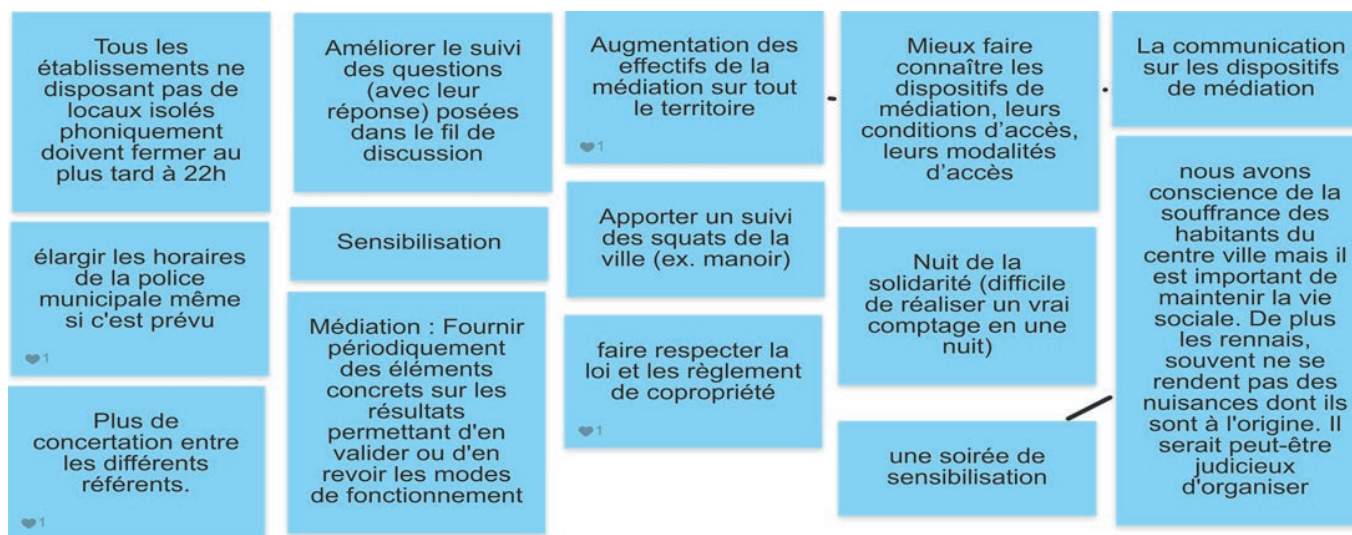 Tous les
établissements ne
disposant pas de
locaux isolés
phoniquement
doivent fermer au
plus tard à 22h
élargir les horaires
de la police
municipale même
si c'est prévu
1
Plus de
concertation entre
les différents
référents.
1
Améliorer le suivi
des questions
(avec leur
réponse) posées
dans le fil de
discussion
Sensibilisation
Médiation : Fournir
périodiquement
des éléments
concrets sur les
résultats
permettant d'en
valider ou d'en
revoir les modes
de fonctionnement
Augmentation des
effectifs de la
médiation sur tout
le territoire
1
Apporter un suivi
des squats de la
ville (ex. manoir)
faire respecter la
loi et les règlement
de copropriété
1
Mieux faire
connaître les
dispositifs de
médiation, leurs
conditions d'accès,
leurs modalités
d'accès
Nuit de la
solidarité (difficile
de réaliser un vrai
comptage en une
nuit)
une soirée de
sensibilisation
La communication
sur les dispositifs
de médiation
nous avons
conscience de la
souffrance des
habitants du
centre ville mais il
est important de
maintenir la vie
sociale. De plus
les rennais,
souvent ne se
rendent pas des
nuisances dont ils
sont à l'origine. Il
serait peut-être
judicieux
d'organiser